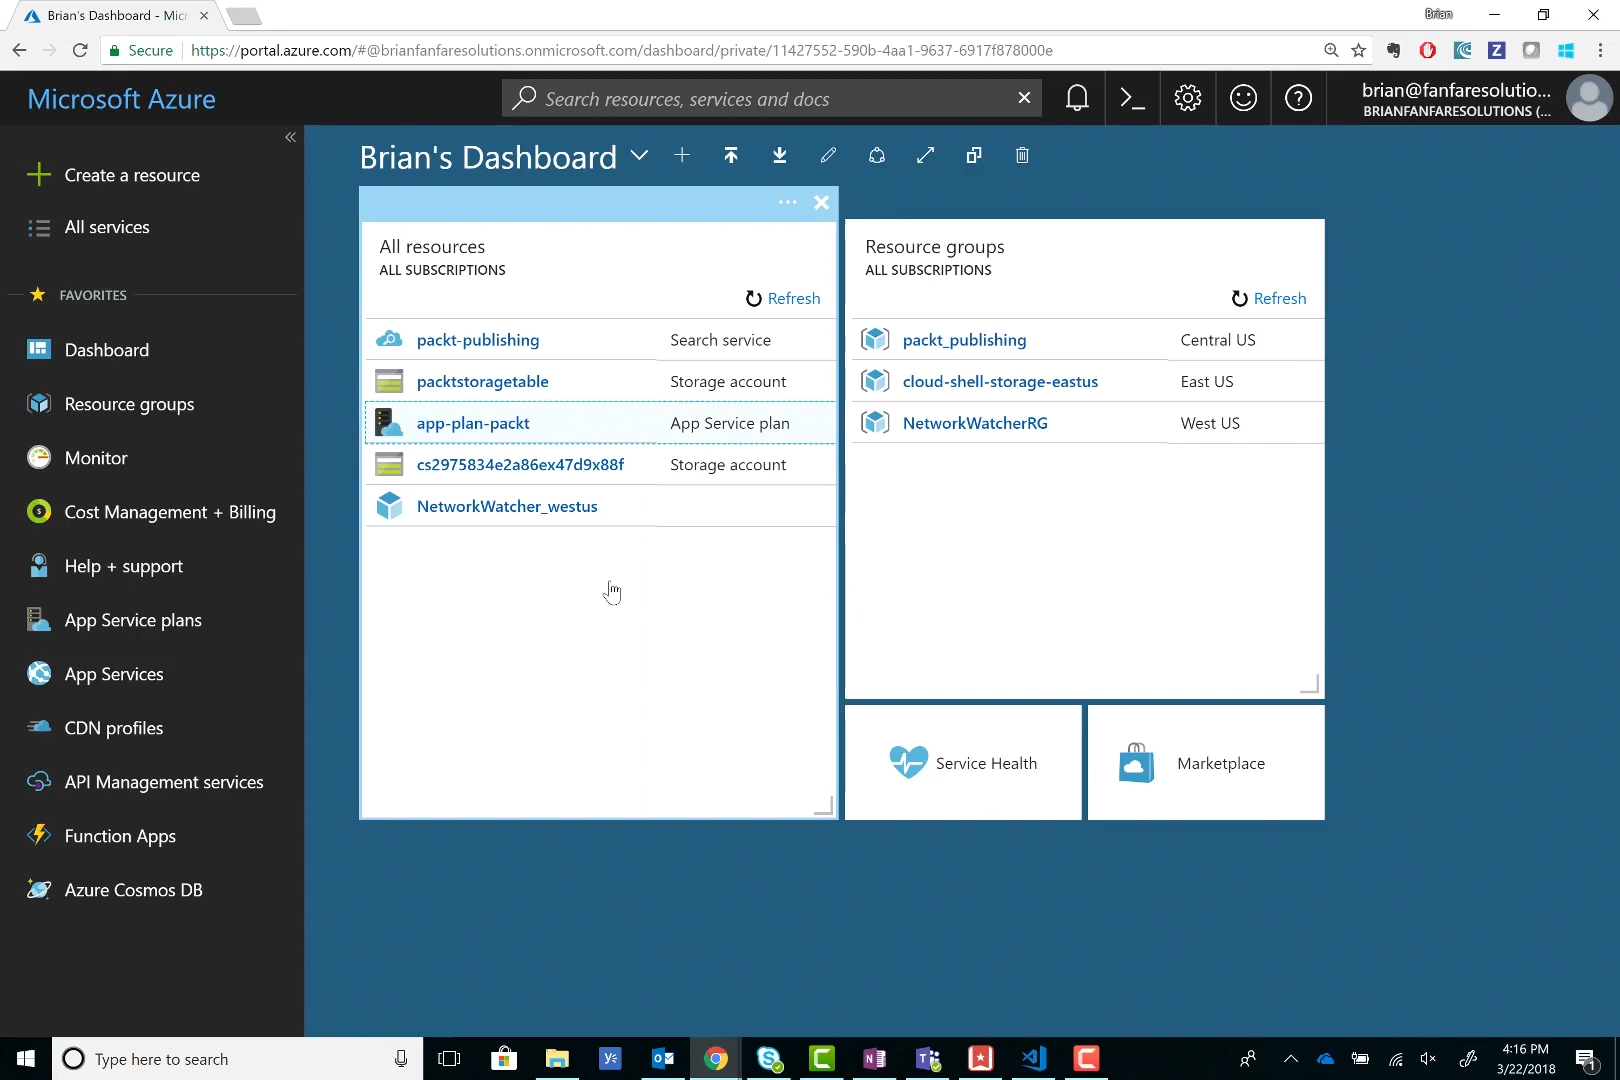 Brian's Dashboard - Micr
Brian
Secure
https://portal.azure.com/#@brianfanfaresolutions.onmicrosoft.com/dashboard/private/11427552-590b-4aa1-9637-6917f878000e
Microsoft Azure
Search resources, services and docs
brian@fanfaresolutio...
BRIANFANFARESOLUTIONS (...
Create a resource
All services
FAVORITES
Dashboard
Resource groups
Monitor
Cost Management + Billing
Help + support
App Service plans
App Services
CDN profiles
API Management services
Function Apps
Azure Cosmos DB
Brian's Dashboard
All resources
ALL SUBSCRIPTIONS
Refresh
packt-publishing Search service
packtstoragetable Storage account
app-plan-packt App Service plan
cs2975834e2a86ex47d9x88f Storage account
NetworkWatcher_westus
Resource groups
ALL SUBSCRIPTIONS
Refresh
packt_publishing Central US
cloud-shell-storage-eastus East US
NetworkWatcherRG West US
Service Health
Marketplace
Type here to search
4:16 PM
3/22/2018
1